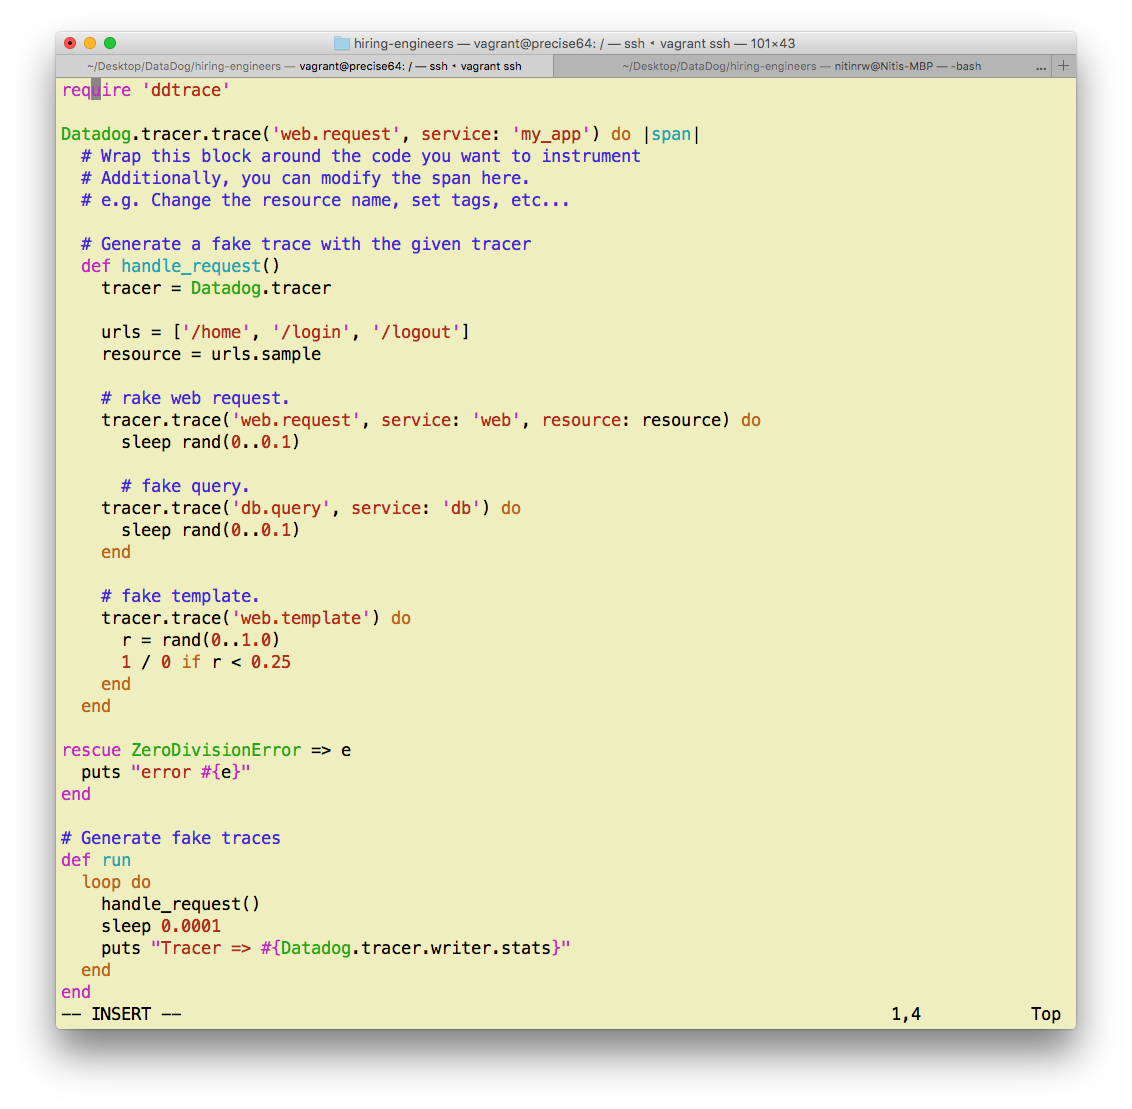 hiring-engineers — vagrant@precise64: / — ssh ‹ vagrant ssh — 101×43
~/Desktop/DataDog/hiring-engineers — vagrant@precise64: / — ssh ‹ vagrant ssh
~/Desktop/DataDog/hiring-engineers — nitinrw@Nitis-MBP — -bash
... +
require 'ddtrace'

Datadog.tracer.trace('web.request', service: 'my_app') do |span|
  # Wrap this block around the code you want to instrument
  # Additionally, you can modify the span here.
  # e.g. Change the resource name, set tags, etc...

  # Generate a fake trace with the given tracer
  def handle_request()
    tracer = Datadog.tracer

    urls = ['/home', '/login', '/logout']
    resource = urls.sample

    # rake web request.
    tracer.trace('web.request', service: 'web', resource: resource) do
      sleep rand(0..0.1)

      # fake query.
    tracer.trace('db.query', service: 'db') do
      sleep rand(0..0.1)
    end

    # fake template.
    tracer.trace('web.template') do
      r = rand(0..1.0)
      1 / 0 if r < 0.25
    end
  end

rescue ZeroDivisionError => e
  puts "error #{e}"
end

# Generate fake traces
def run
  loop do
    handle_request()
    sleep 0.0001
    puts "Tracer => #{Datadog.tracer.writer.stats}"
  end
end
-- INSERT -- 1,4 Top